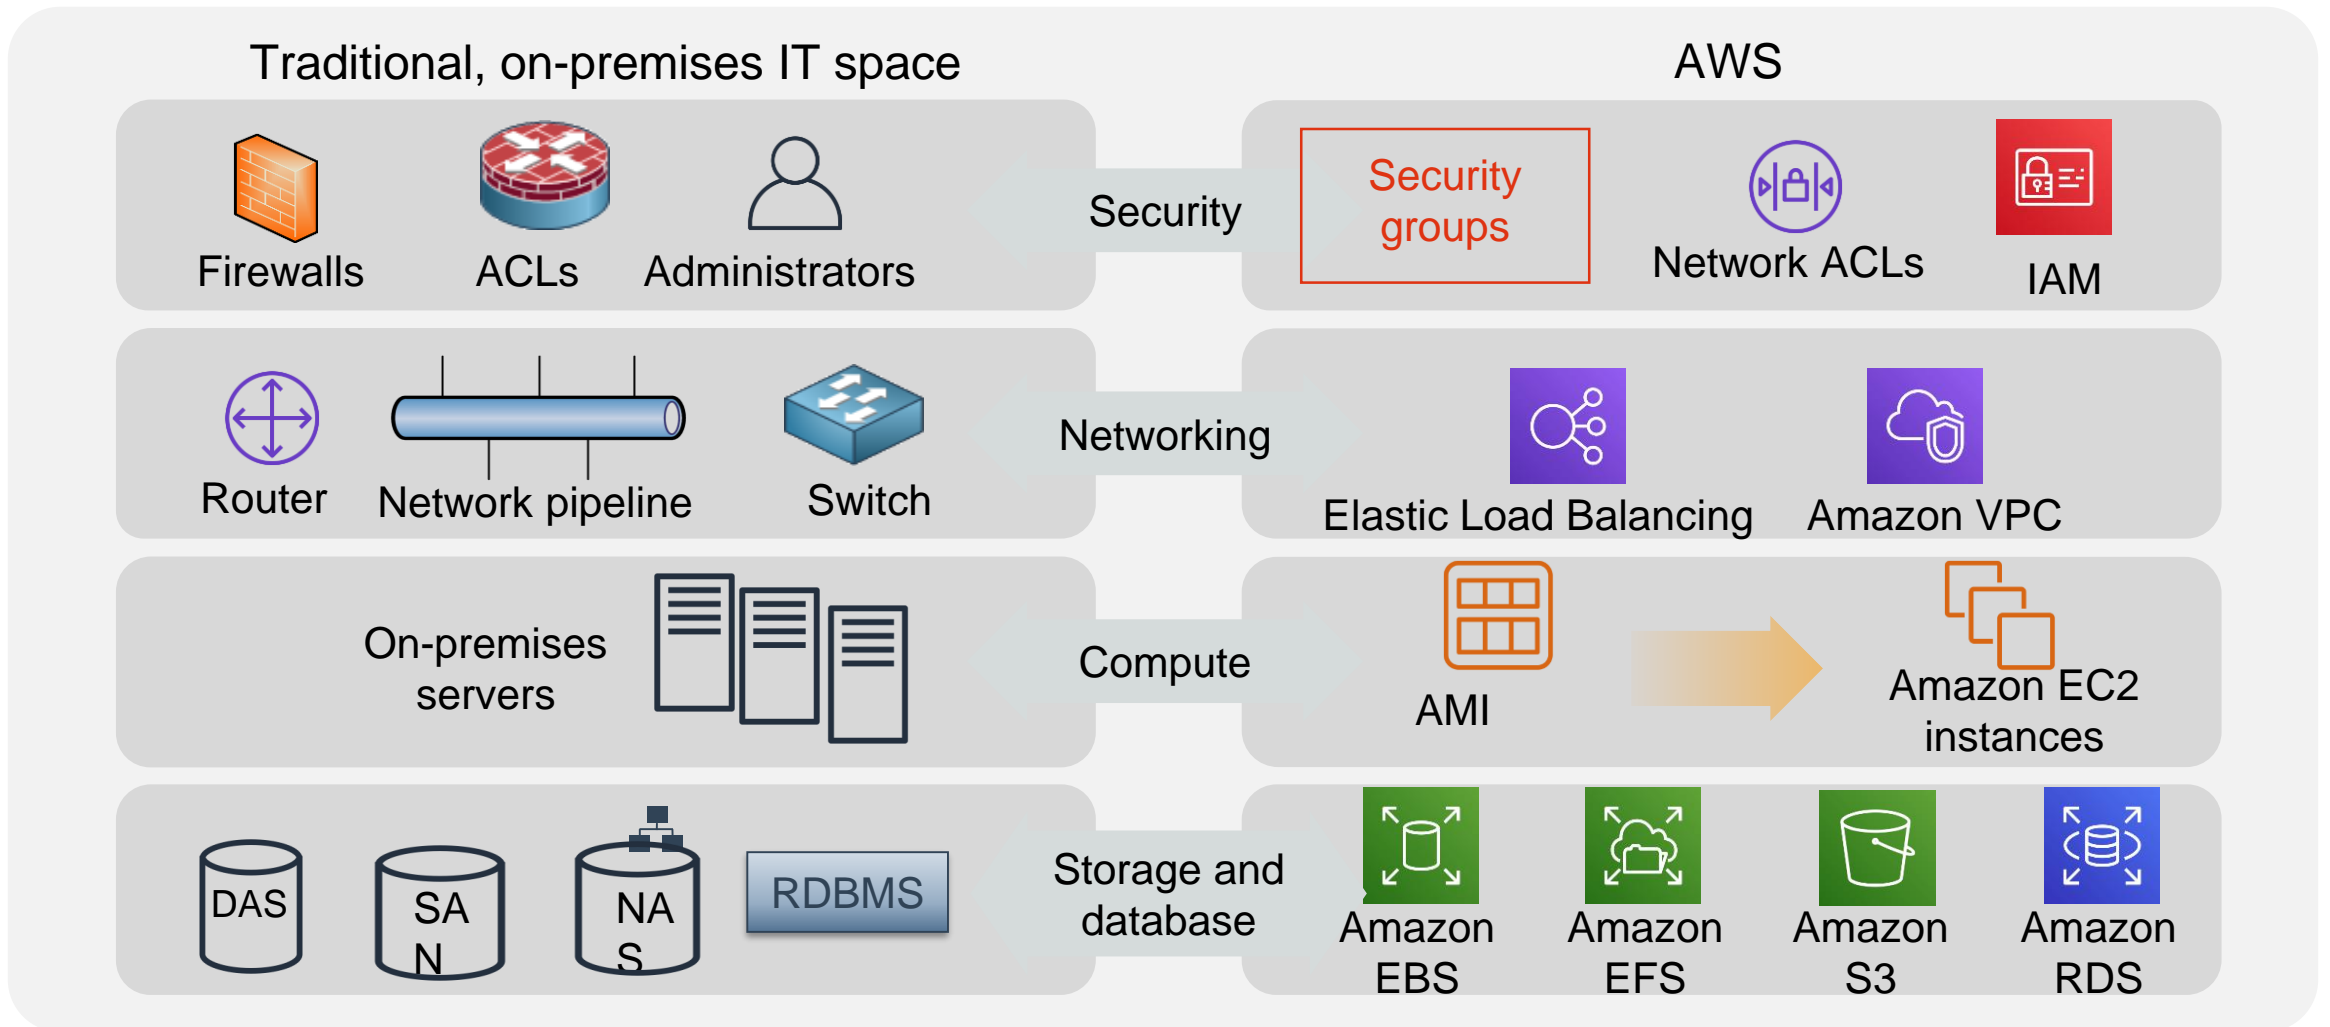 Traditional, on-premises IT space
AWS
Firewalls
ACLs
Administrators
Security
Security
groups
Network ACLs
IAM
Router
Network pipeline
Switch
Networking
Elastic Load Balancing
Amazon VPC
On-premises
servers
Compute
AMI
Amazon EC2
instances
DAS
SA
N
NA
S
RDBMS
Storage and
database
Amazon
EBS
Amazon
EFS
Amazon
S3
Amazon
RDS